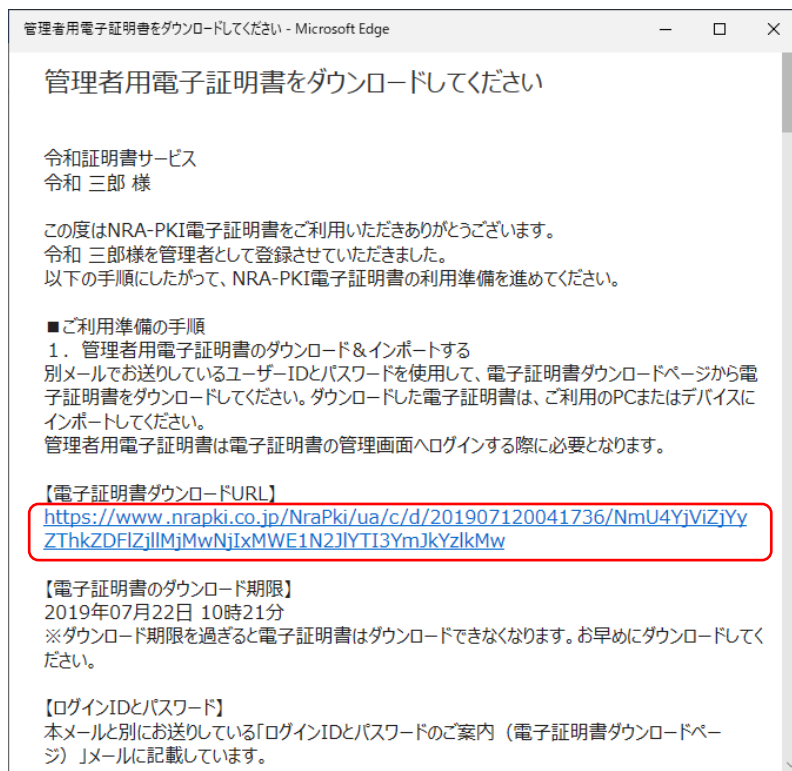 管理者用電子証明書をダウンロードしてください - Microsoft Edge
管理者用電子証明書をダウンロードしてください
令和証明書サービス
令和 三郎 様
この度はNRA-PKI電子証明書をご利用いただきありがとうございます。
令和 三郎様を管理者として登録させていただきました。
以下の手順にしたがって、NRA-PKI電子証明書の利用準備を進めてください。
■ご利用準備の手順
１．管理者用電子証明書のダウンロード＆インポートする
別メールでお送りしているユーザーIDとパスワードを使用して、電子証明書ダウンロードページから電
子証明書をダウンロードしてください。ダウンロードした電子証明書は、ご利用のPCまたはデバイスに
インポートしてください。
管理者用電子証明書は電子証明書の管理画面へログインする際に必要となります。
【電子証明書ダウンロードURL】
https://www.nrapki.co.jp/NraPki/ua/c/d/201907120041736/NmU4YjViZjYy
ZThkZDFlZjllMjMwNjIxMWE1N2JlYTI3YmJkYzlkMw
【電子証明書のダウンロード期限】
2019年07月22日 10時21分
※ダウンロード期限を過ぎると電子証明書はダウンロードできなくなります。お早めにダウンロードしてく
ださい。
【ログインIDとパスワード】
本メールと別にお送りしている「ログインIDとパスワードのご案内（電子証明書ダウンロードペー
ジ）」メールに記載しています。